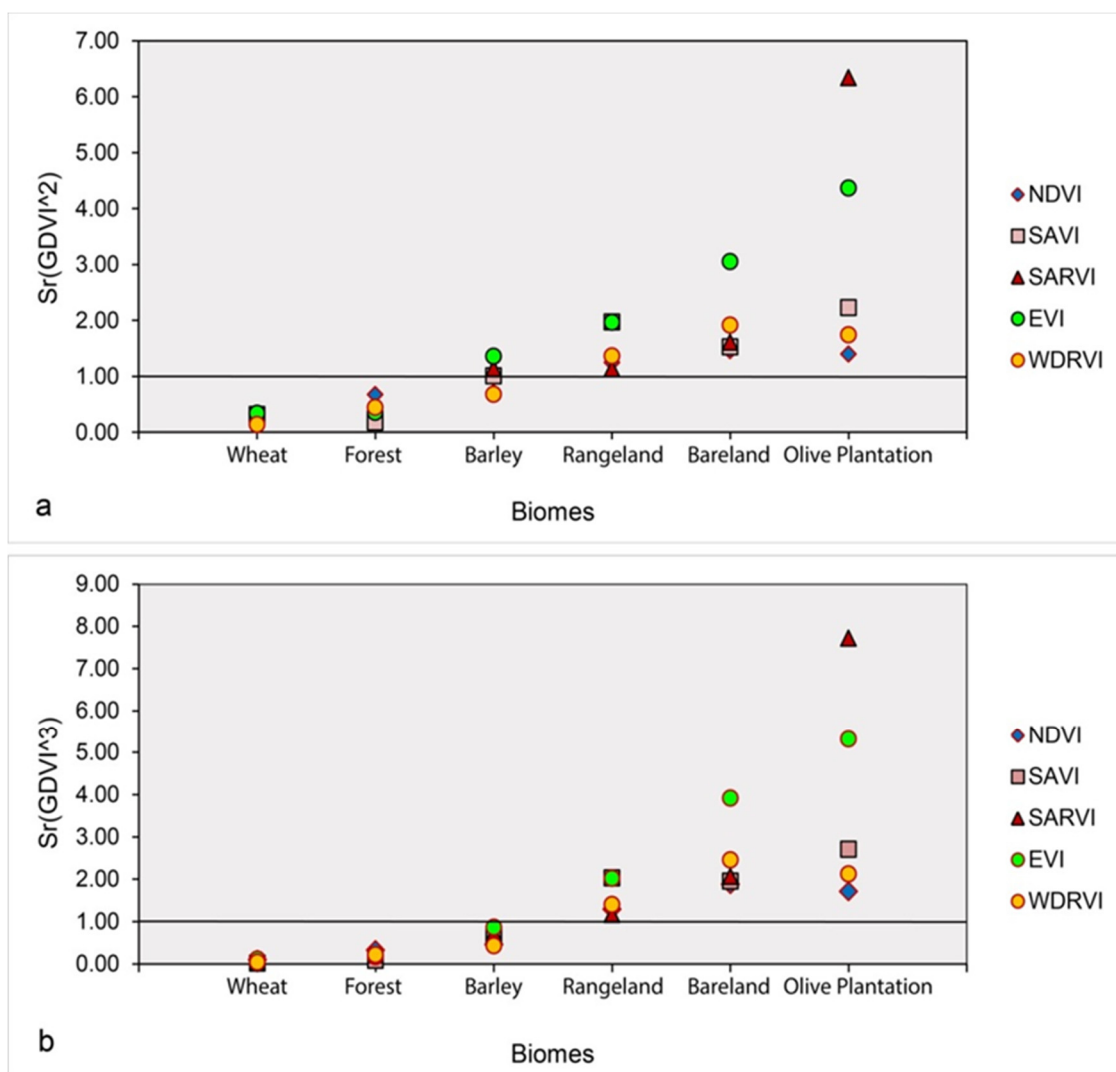 7.00
6.00
5.00
4.00
3.00
2.00
1.00
0.00
Sr(GDVI^2)
Wheat Forest Barley Rangeland Bareland Olive Plantation
Biomes
a
NDVI
SAVI
SARVI
EVI
WDRVI
9.00
8.00
7.00
6.00
5.00
4.00
3.00
2.00
1.00
0.00
Sr(GDVI^3)
Wheat Forest Barley Rangeland Bareland Olive Plantation
Biomes
b
NDVI
SAVI
SARVI
EVI
WDRVI